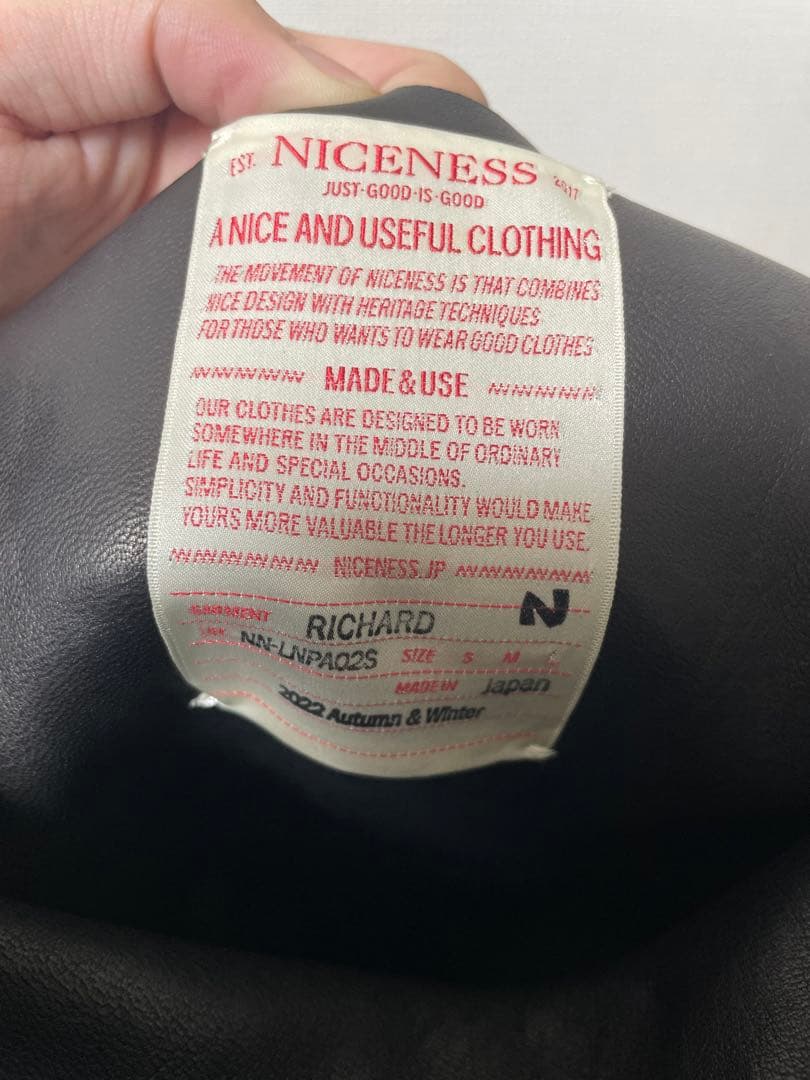 EST. NICENESS 2017
JUST·GOOD·IS·GOOD
A NICE AND USEFUL CLOTHING
THE MOVEMENT OF NICENESS IS THAT COMBINES
NICE DESIGN WITH HERITAGE TECHNIQUES
FOR THOSE WHO WANTS TO WEAR GOOD CLOTHES
MADE & USE
OUR CLOTHES ARE DESIGNED TO BE WORN
SOMEWHERE IN THE MIDDLE OF ORDINARY
LIFE AND SPECIAL OCCASIONS.
SIMPLICITY AND FUNCTIONALITY WOULD MAKE
YOURS MORE VALUABLE THE LONGER YOU USE.
NICENESS.JP
GARMENT RICHARD N
NN-LNPA02S SIZE S M L
MADE IN Japan
2022 Autumn & Winter